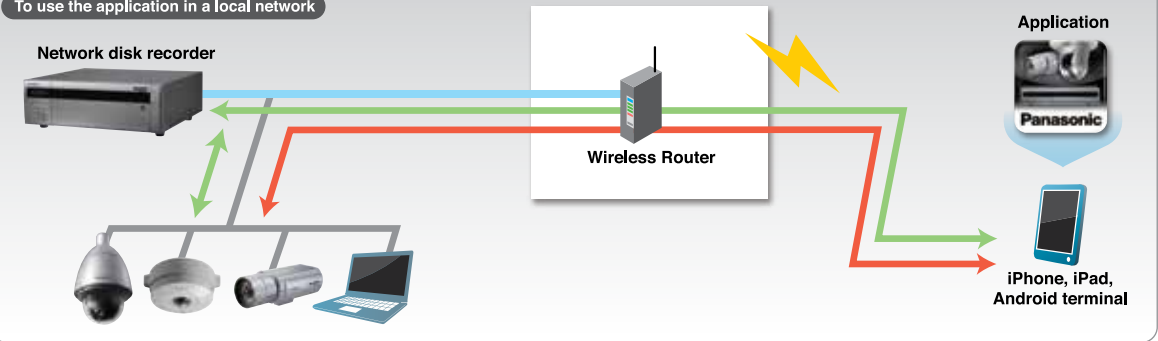 To use the application in a local network
Network disk recorder
Application
Panasonic
Wireless Router
iPhone, iPad,
Android terminal